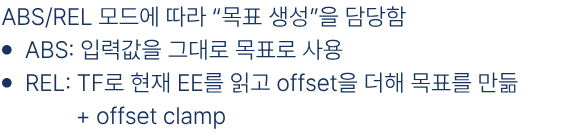 ABS/REL 모드에 따라 “목표 생성”을 담당함
• ABS: 입력값을 그대로 목표로 사용
• REL: TF로 현재 EE를 읽고 offset을 더해 목표를 만듦
+ offset clamp